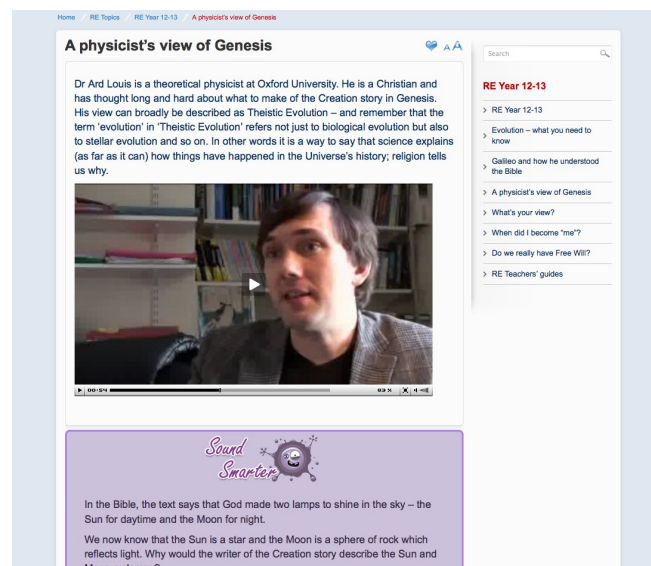 Home / RE Topics / RE Year 12-13 / A physicist's view of Genesis
A physicist's view of Genesis
AA
Dr Ard Louis is a theoretical physicist at Oxford University. He is a Christian and
has thought long and hard about what to make of the Creation story in Genesis.
His view can broadly be described as Theistic Evolution – and remember that the
term 'evolution' in 'Theistic Evolution' refers not just to biological evolution but also
to stellar evolution and so on. In other words it is a way to say that science explains
(as far as it can) how things have happened in the Universe's history; religion tells
us why.
00:54
83 %
Sound
Smarter
In the Bible, the text says that God made two lamps to shine in the sky – the
Sun for daytime and the Moon for night.
We now know that the Sun is a star and the Moon is a sphere of rock which
reflects light. Why would the writer of the Creation story describe the Sun and
Search
RE Year 12-13
> RE Year 12-13
> Evolution – what you need to
know
> Galileo and how he understood
the Bible
> A physicist's view of Genesis
> What's your view?
> When did I become "me"?
> Do we really have Free Will?
> RE Teachers' guides